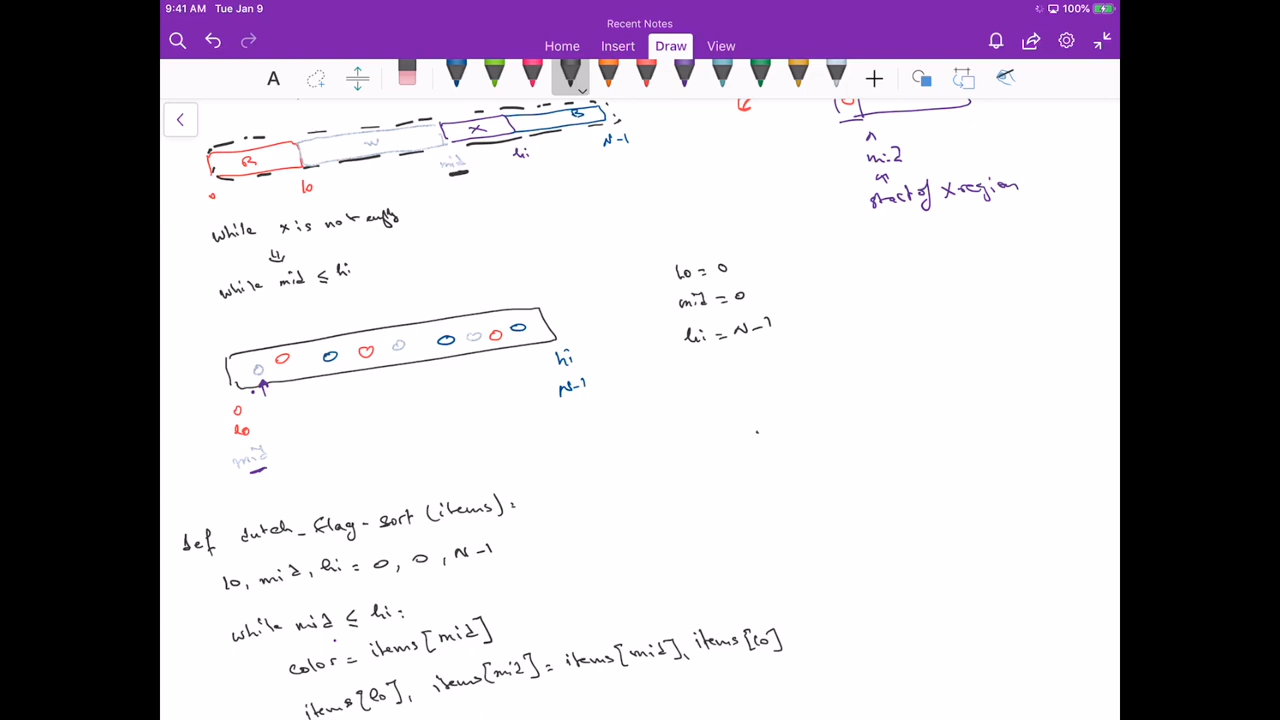 9:41 AM Tue Jan 9
100%
Recent Notes
Home Insert Draw View
A
R W X B
0 lo mid hi N-1
mid
start of X region
while x is not empty
while mid ≤ hi
lo = 0
mid = 0
hi = N-1
hi
N-1
0
lo
mid
Def dutch_flag-sort (items):
lo, mid, hi = 0, 0, N-1
while mid ≤ hi:
color = items[mid]
items[lo], items[mid] = items[mid], items[lo]